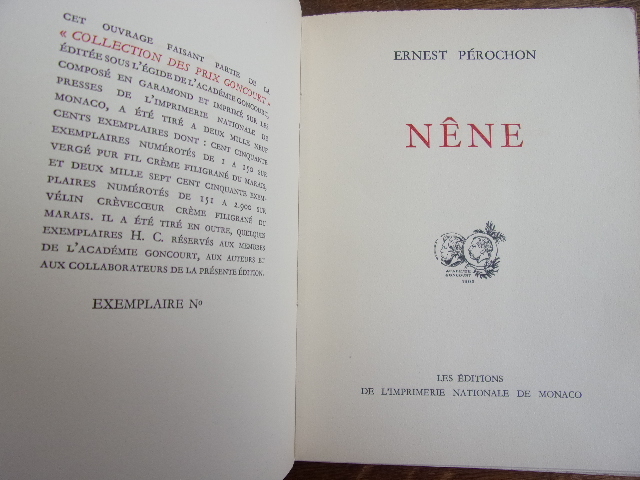 CET OUVRAGE FAISANT PARTIE DE LA
« COLLECTION DES PRIX GONCOURT »
ÉDITÉE SOUS L'ÉGIDE DE L'ACADÉMIE GONCOURT,
COMPOSÉ EN GARAMOND ET IMPRIMÉ SUR LES
PRESSES DE L'IMPRIMERIE NATIONALE DE
MONACO, A ÉTÉ TIRÉ A DEUX MILLE NEUF
CENTS EXEMPLAIRES DONT : CENT CINQUANTE
EXEMPLAIRES NUMÉROTÉS DE 1 A 150 SUR
VERGÉ PUR FIL CRÈME FILIGRANÉ DU MARAIS,
ET DEUX MILLE SEPT CENT CINQUANTE EXEM-
PLAIRES NUMÉROTÉS DE 151 A 2.900 SUR
VÉLIN CRÈVECŒUR CRÈME FILIGRANÉ DU
MARAIS. IL A ÉTÉ TIRÉ EN OUTRE, QUELQUES
EXEMPLAIRES H. C. RÉSERVÉS AUX MEMBRES
DE L'ACADÉMIE GONCOURT, AUX AUTEURS ET
AUX COLLABORATEURS DE LA PRÉSENTE ÉDITION.
EXEMPLAIRE Nº
ERNEST PÉROCHON
NÊNE
ACADÉMIE
GONCOURT
LES ÉDITIONS
DE L'IMPRIMERIE NATIONALE DE MONACO